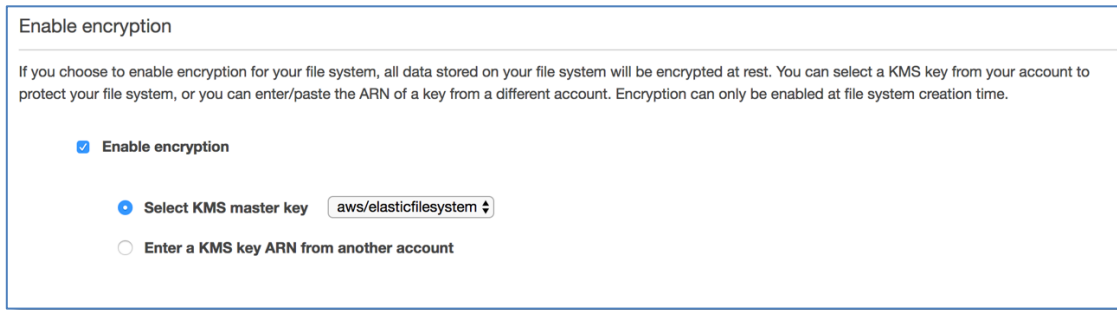 Enable encryption
If you choose to enable encryption for your file system, all data stored on your file system will be encrypted at rest. You can select a KMS key from your account to
protect your file system, or you can enter/paste the ARN of a key from a different account. Encryption can only be enabled at file system creation time.
Enable encryption
Select KMS master key aws/elasticfilesystem
Enter a KMS key ARN from another account